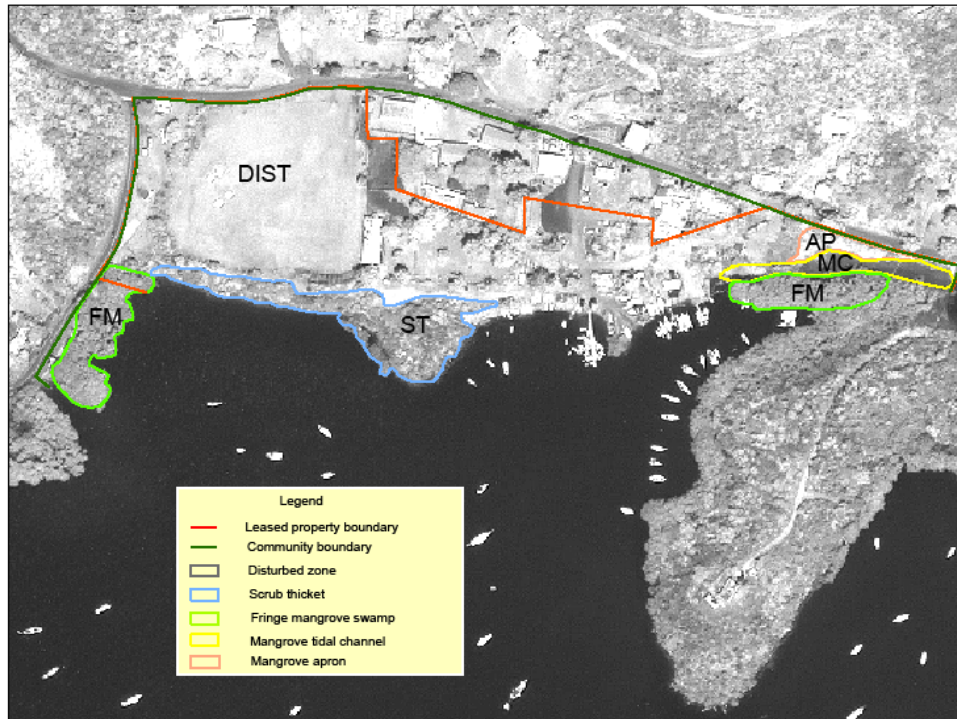 DIST
AP
MC
FM
FM
ST
Legend
Leased property boundary
Community boundary
Disturbed zone
Scrub thicket
Fringe mangrove swamp
Mangrove tidal channel
Mangrove apron